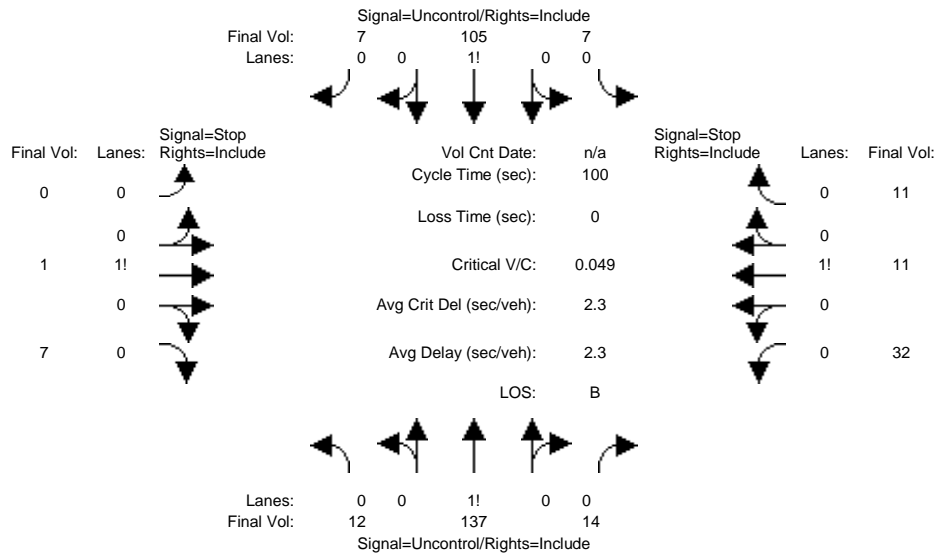 Signal=Uncontrol/Rights=Include
Final Vol: 7 105 7
Lanes: 0 0 1! 0 0
Signal=Stop Signal=Stop
Final Vol: Lanes: Rights=Include Vol Cnt Date: n/a Rights=Include Lanes: Final Vol:
Cycle Time (sec): 100
0 0 0 11
Loss Time (sec): 0
0 0
1 1! Critical V/C: 0.049 1! 11
0 Avg Crit Del (sec/veh): 2.3 0
7 0 Avg Delay (sec/veh): 2.3 0 32
LOS: B
Lanes: 0 0 1! 0 0
Final Vol: 12 137 14
Signal=Uncontrol/Rights=Include